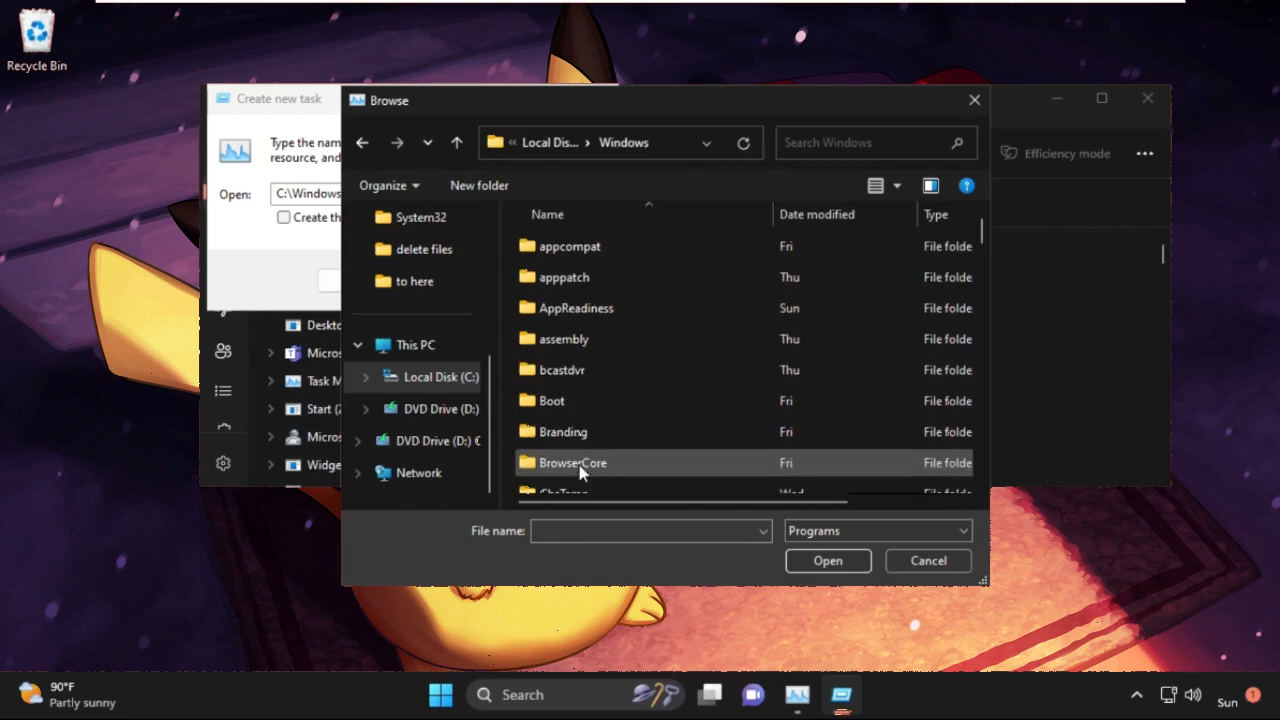 Recycle Bin
Create new task
Type the nam
resource, and
Open:
C:\Windows
Create th
Browse
Local Dis...
Windows
Search Windows
Organize
New folder
System32
delete files
to here
This PC
Local Disk (C:)
DVD Drive (D:)
DVD Drive (D:) C
Network
Name
Date modified
Type
appcompat
Fri
File folde
apppatch
Thu
File folde
AppReadiness
Sun
File folde
assembly
Thu
File folde
bcastdvr
Thu
File folde
Boot
Fri
File folde
Branding
Fri
File folde
BrowserCore
Fri
File folde
File name:
Programs
Open
Cancel
Efficiency mode
Deskto
Micros
Task M
Start (2
Micros
Widge
90°F
Partly sunny
Search
Sun
1